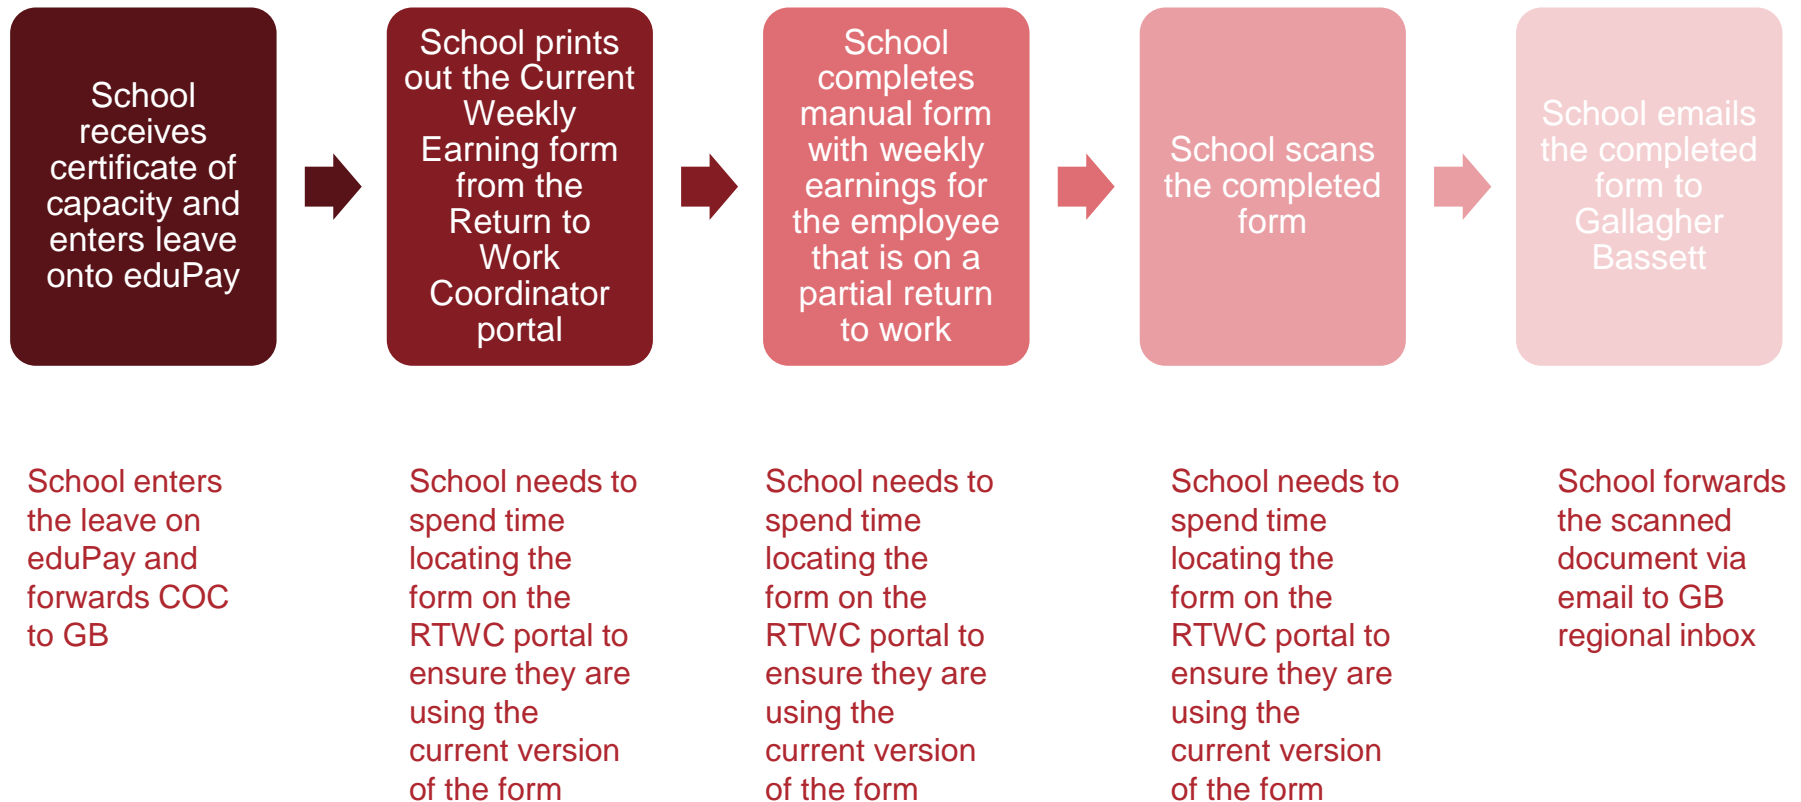 School
receives
certificate of
capacity and
enters leave
onto eduPay
School prints
out the Current
Weekly
Earning form
from the
Return to
Work
Coordinator
portal
School
completes
manual form
with weekly
earnings for
the employee
that is on a
partial return
to work
School scans
the completed
form
School emails
the completed
form to
Gallagher
Bassett
School enters
the leave on
eduPay and
forwards COC
to GB
School needs to
spend time
locating the
form on the
RTWC portal to
ensure they are
using the
current version
of the form
School needs to
spend time
locating the
form on the
RTWC portal to
ensure they are
using the
current version
of the form
School needs to
spend time
locating the
form on the
RTWC portal to
ensure they are
using the
current version
of the form
School forwards
the scanned
document via
email to GB
regional inbox